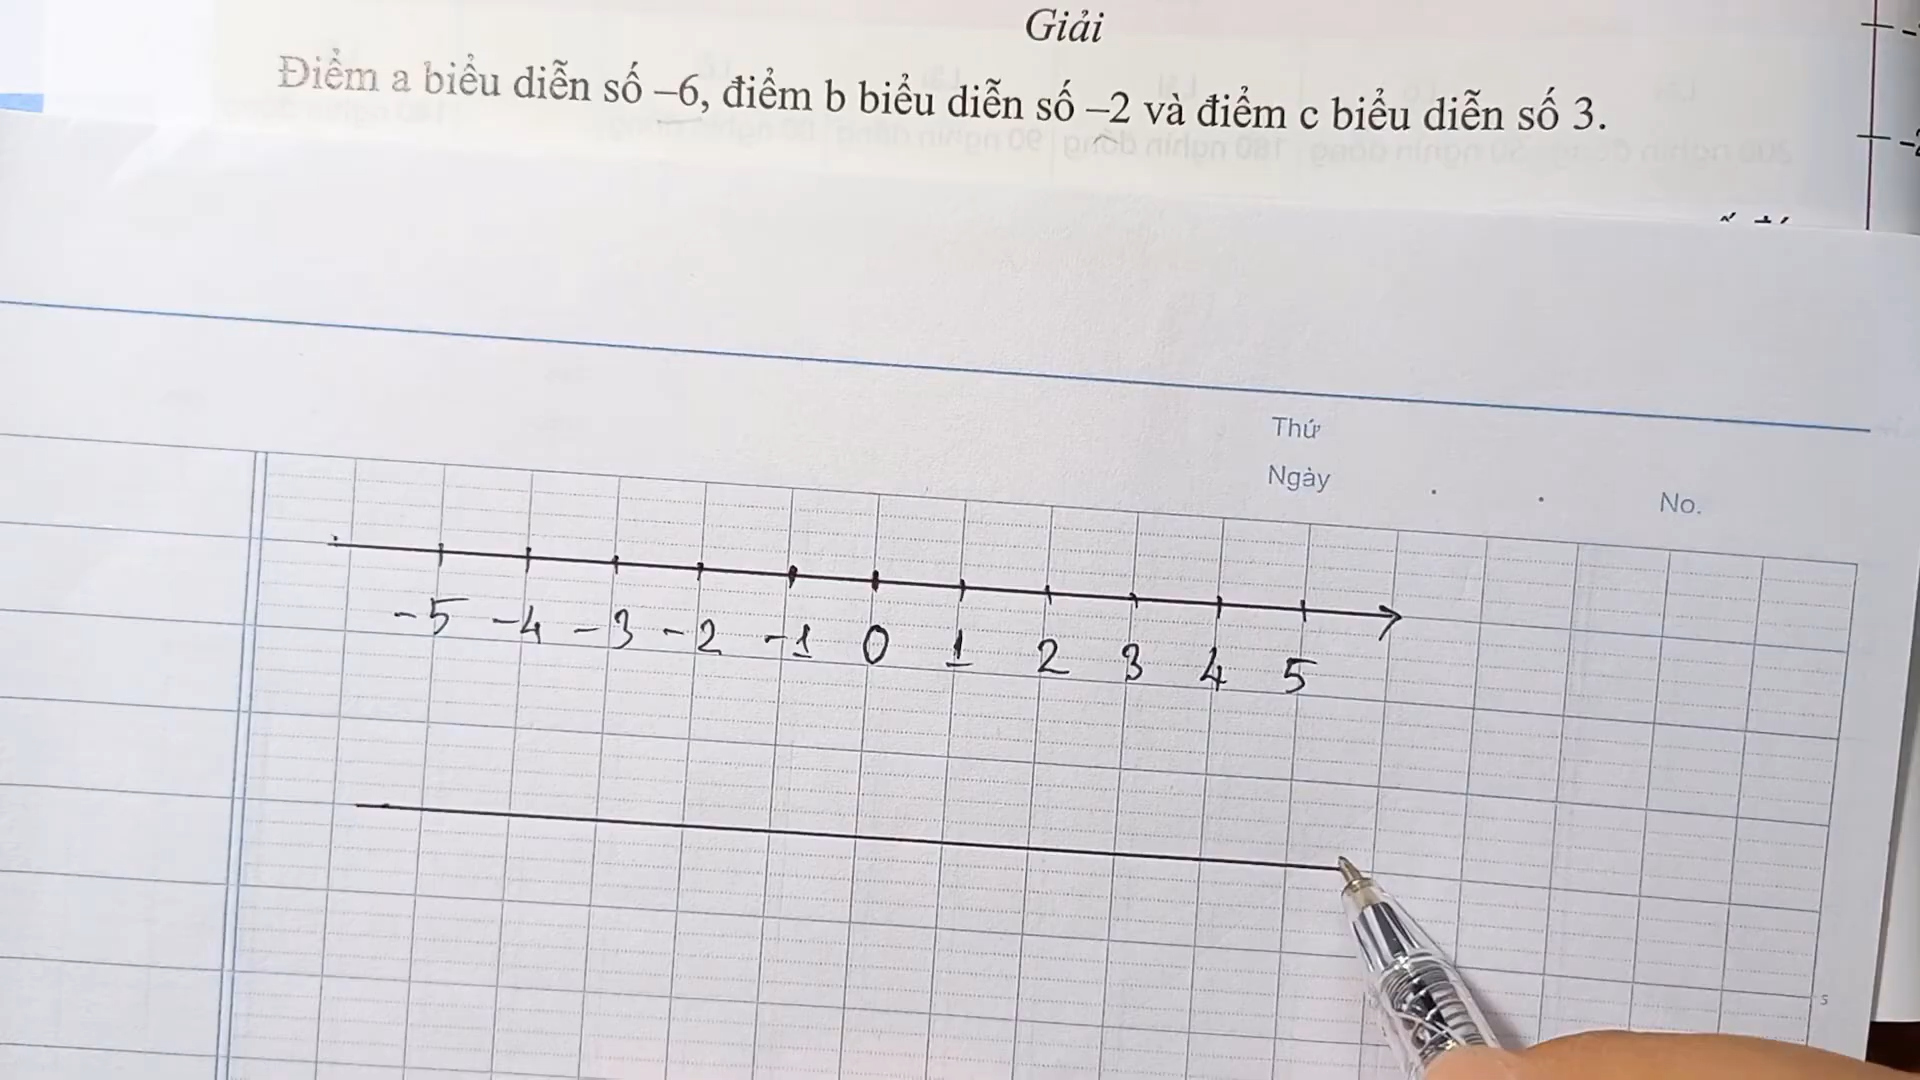 Giải
Điểm a biểu diễn số –6, điểm b biểu diễn số –2 và điểm c biểu diễn số 3.
Thứ
Ngày . . No.
-5 -4 -3 -2 -1 0 1 2 3 4 5
5